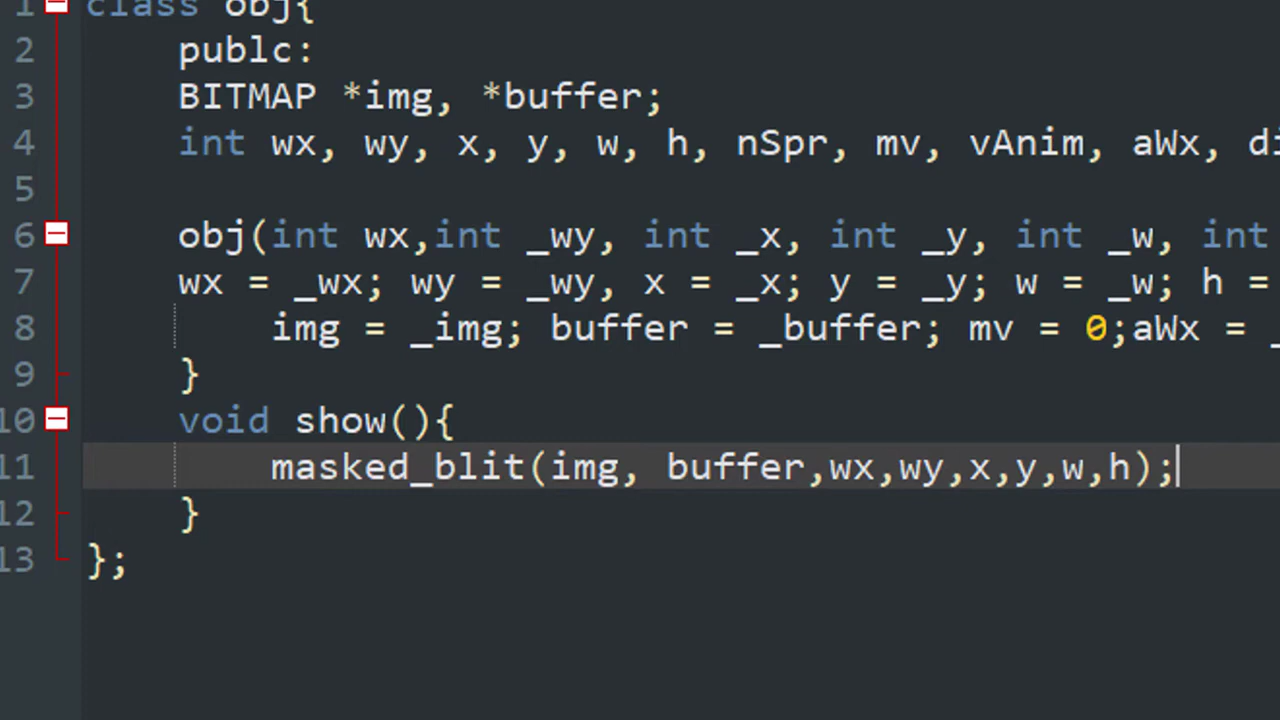 1 class obj{
2 publc:
3 BITMAP *img, *buffer;
4 int wx, wy, x, y, w, h, nSpr, mv, vAnim, aWx,
5
6 obj(int wx,int _wy, int _x, int _y, int _w, int
7 wx = _wx; wy = _wy, x = _x; y = _y; w = _w; h =
8 img = _img; buffer = _buffer; mv = 0;aWx = _
9 }
10 void show(){
11 masked_blit(img, buffer,wx,wy,x,y,w,h);
12 }
13 };